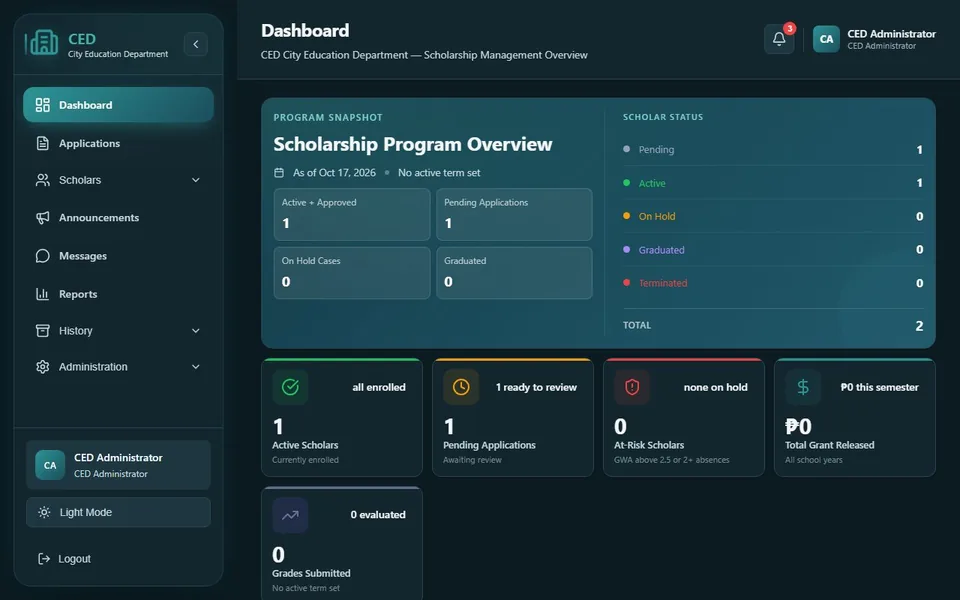 CED
City Education Department
Dashboard
Applications
Scholars
Announcements
Messages
Reports
History
Administration
CA
CED Administrator
CED Administrator
Light Mode
Logout
Dashboard
CED City Education Department — Scholarship Management Overview
3
CA
CED Administrator
CED Administrator
PROGRAM SNAPSHOT
Scholarship Program Overview
As of Oct 17, 2026 • No active term set
Active + Approved
1
Pending Applications
1
On Hold Cases
0
Graduated
0
SCHOLAR STATUS
Pending 1
Active 1
On Hold 0
Graduated 0
Terminated 0
TOTAL 2
all enrolled
1
Active Scholars
Currently enrolled
1 ready to review
1
Pending Applications
Awaiting review
none on hold
0
At-Risk Scholars
GWA above 2.5 or 2+ absences
₱0 this semester
₱0
Total Grant Released
All school years
0 evaluated
0
Grades Submitted
No active term set